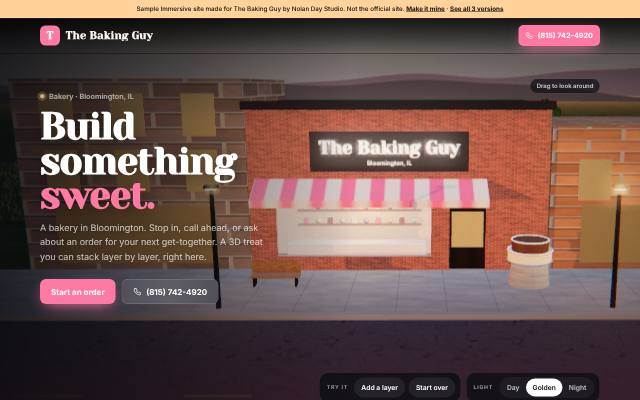 Sample Immersive site made for The Baking Guy by Nolan Day Studio. Not the official site. Make it mine · See all 3 versions
T The Baking Guy
(815) 742-4920
Drag to look around
Bakery · Bloomington, IL
Build
something
sweet.
A bakery in Bloomington. Stop in, call ahead, or ask
about an order for your next get-together. A 3D treat
you can stack layer by layer, right here.
Start an order
(815) 742-4920
The Baking Guy
Bloomington, IL
TRY IT Add a layer Start over
LIGHT Day Golden Night